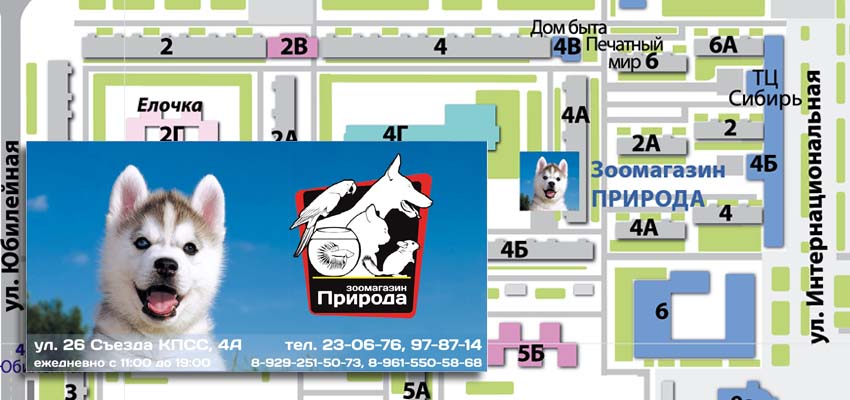 Дом быта
2
2В
4
4В
Печатный
мир
6
6А
ТЦ
Сибирь
Елочка
2Г
2А
4Г
4А
2А
2
4Б
Зоомагазин
ПРИРОДА
4А
4
4Б
6
5Б
5А
3
ул. Юбилейная
ул. Интернациональная
зоомагазин
Природа
ул. 26 Съезда КПСС, 4А
тел. 23-06-76, 97-87-14
ежедневно с 11:00 до 19:00
8-929-251-50-73, 8-961-550-58-68